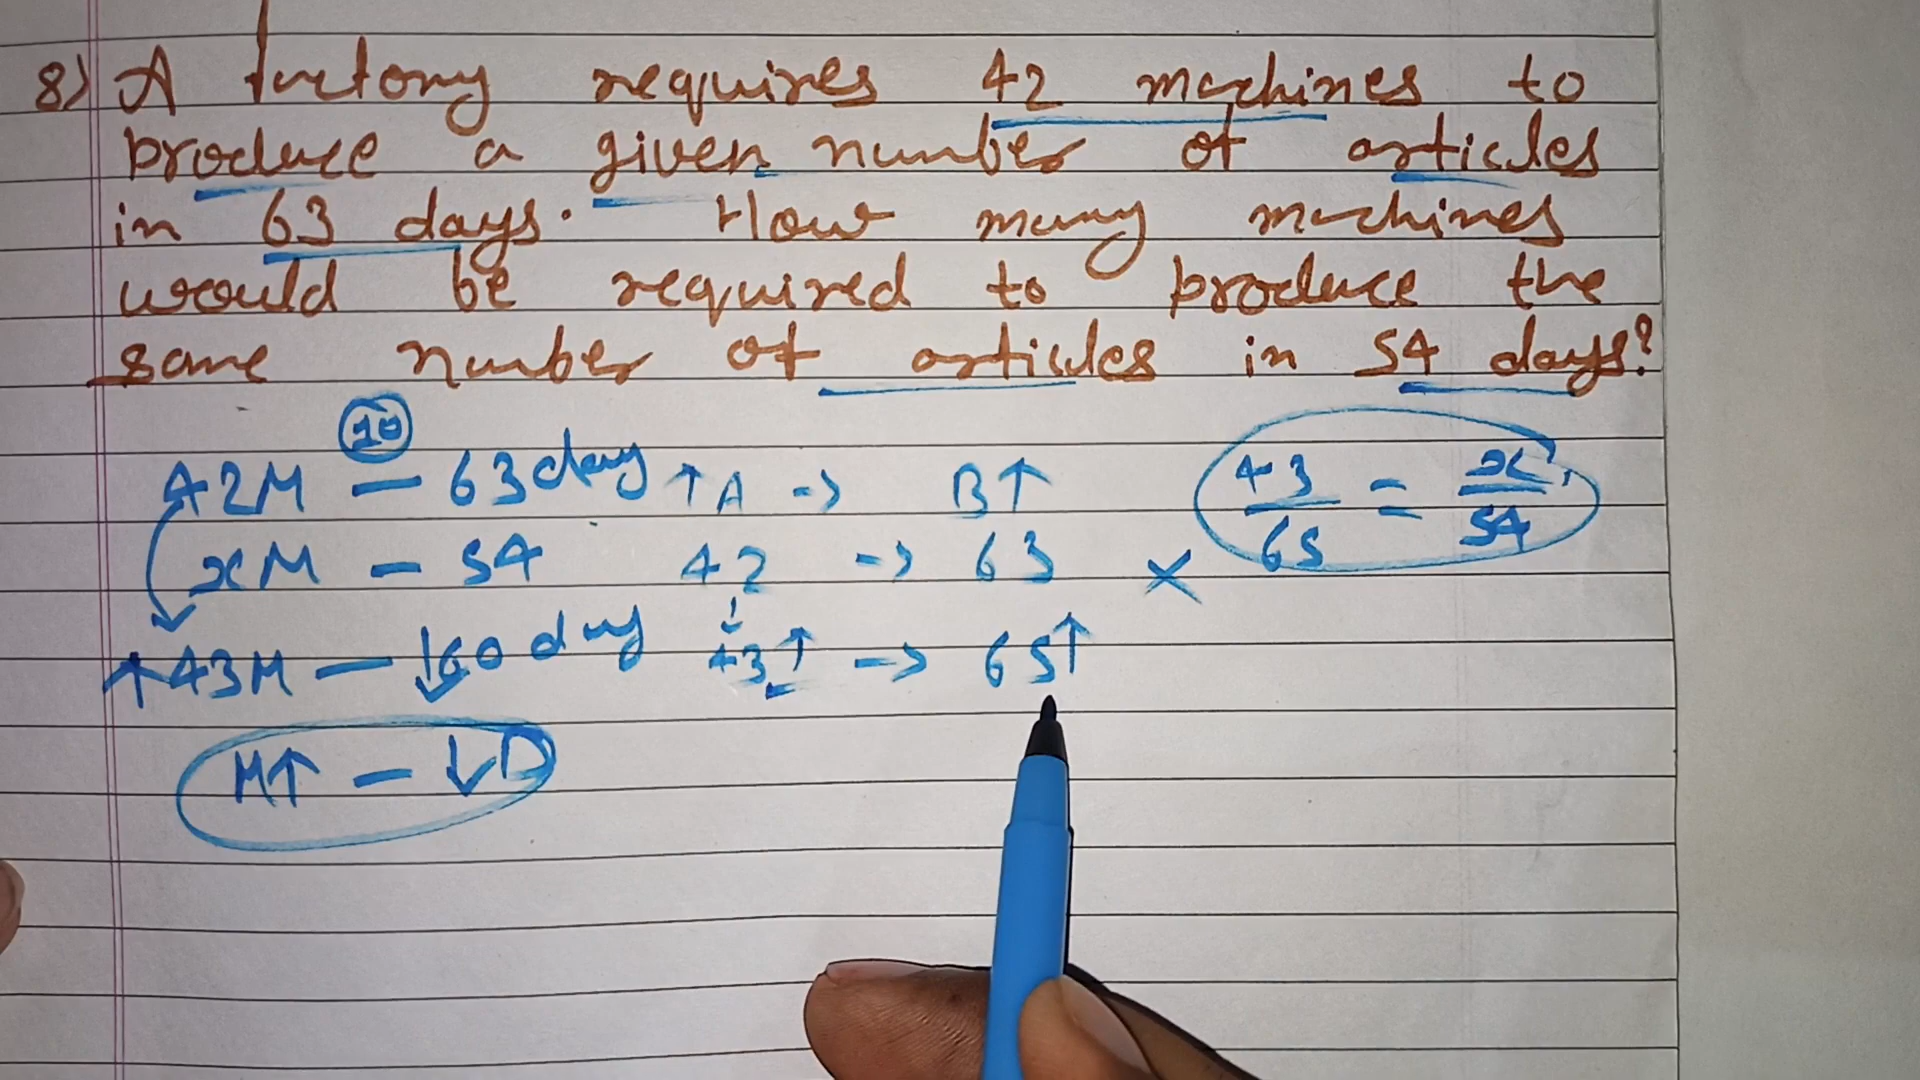 8) A factory requires 42 machines to
produce a given number of articles
in 63 days. How many machines
would be required to produce the
same number of articles in 54 days?
10
42M — 63 day ↑A -> B↑ 43/65 = x/54
xM — 54 42 -> 63 ×
↑43M — ↓60 day 43↑ -> 65↑
M↑ — ↓D